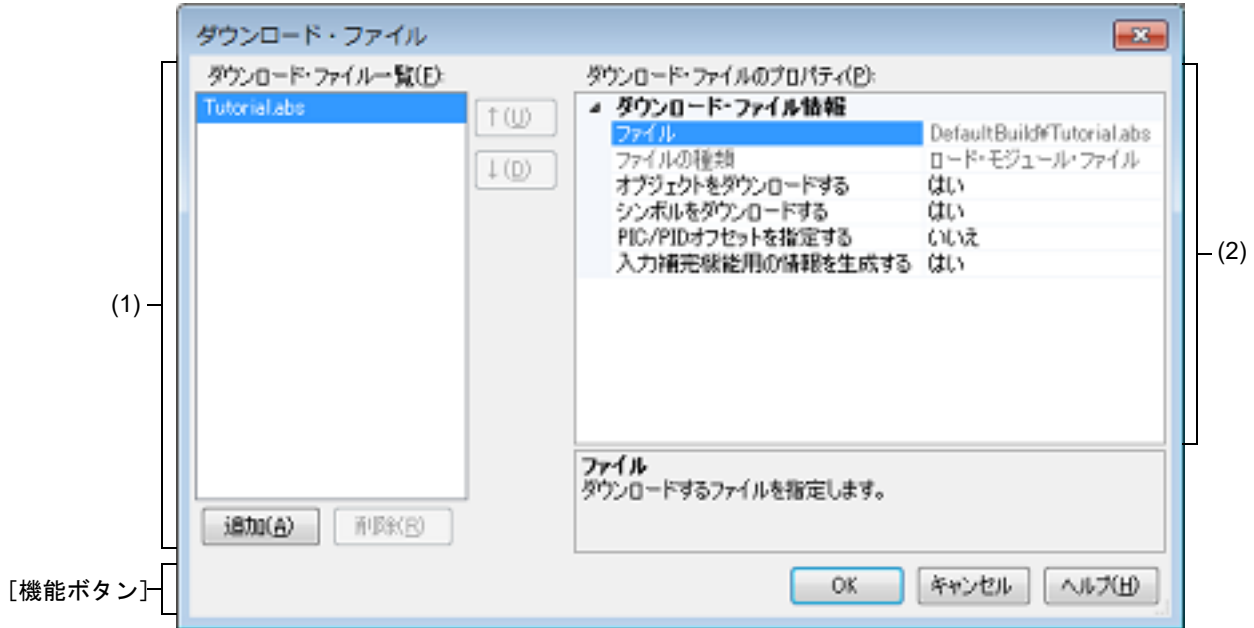 ダウンロード・ファイル
ダウンロード・ファイル一覧(F):
Tutorial.abs
↑(U)
↓(D)
追加(A)
削除(R)
ダウンロード・ファイルのプロパティ(P):
ダウンロード・ファイル情報
ファイル DefaultBuild¥Tutorial.abs
ファイルの種類 ロード・モジュール・ファイル
オブジェクトをダウンロードする はい
シンボルをダウンロードする はい
PIC/PIDオフセットを指定する いいえ
入力補完機能用の情報を生成する はい
ファイル
ダウンロードするファイルを指定します。
OK
キャンセル
ヘルプ(H)
(1)
(2)
[機能ボタン]